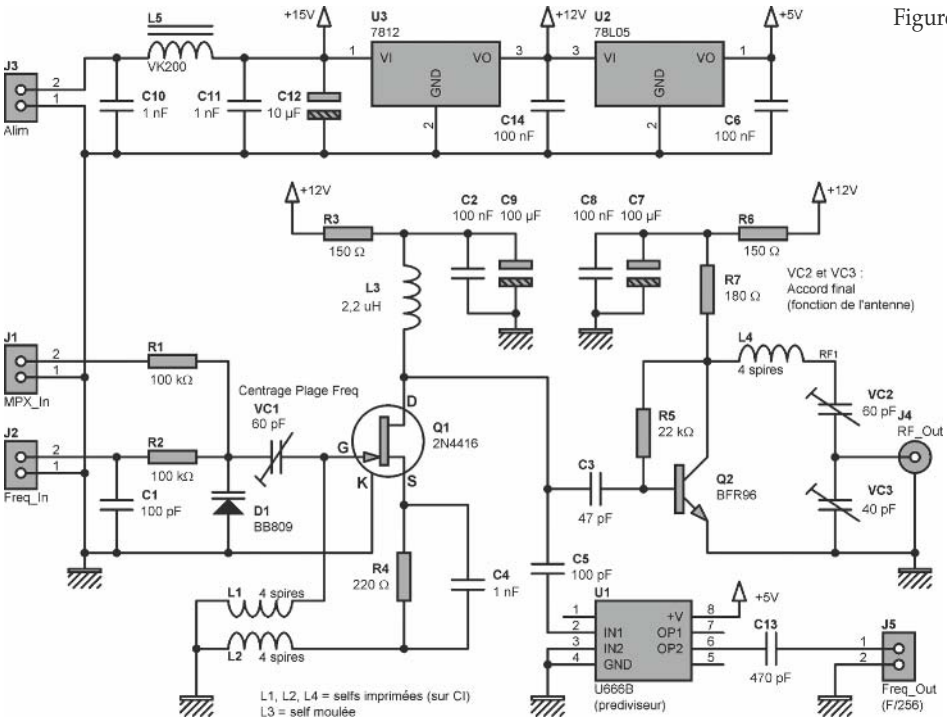 Figure
L5
VK200
+15V
U3
7812
+12V
U2
78L05
+5V
J3
2
1
Alim
C10
1 nF
C11
1 nF
C12
10 µF
1
VI
VO
3
GND
2
C14
100 nF
3
VI
VO
1
GND
2
C6
100 nF
+12V
R3
150 Ω
C2
100 nF
C9
100 µF
C8
100 nF
C7
100 µF
+12V
R6
150 Ω
R7
180 Ω
VC2 et VC3 :
Accord final
(fonction de l'antenne)
L3
2,2 uH
L4
4 spires
RF1
J1
2
1
MPX_In
R1
100 kΩ
Centrage Plage Freq
VC1
60 pF
D
G
K
S
Q1
2N4416
R5
22 kΩ
VC2
60 pF
J4
RF_Out
J2
2
1
Freq_In
R2
100 kΩ
C1
100 pF
D1
BB809
C3
47 pF
Q2
BFR96
VC3
40 pF
R4
220 Ω
C4
1 nF
C5
100 pF
L1
4 spires
L2
4 spires
U1
1
2
3
4
IN1
IN2
GND
+V
OP1
OP2
8
7
6
5
U666B
(prediviseur)
+5V
C13
470 pF
J5
1
2
Freq_Out
(F/256)
L1, L2, L4 = selfs imprimées (sur CI)
L3 = self moulée